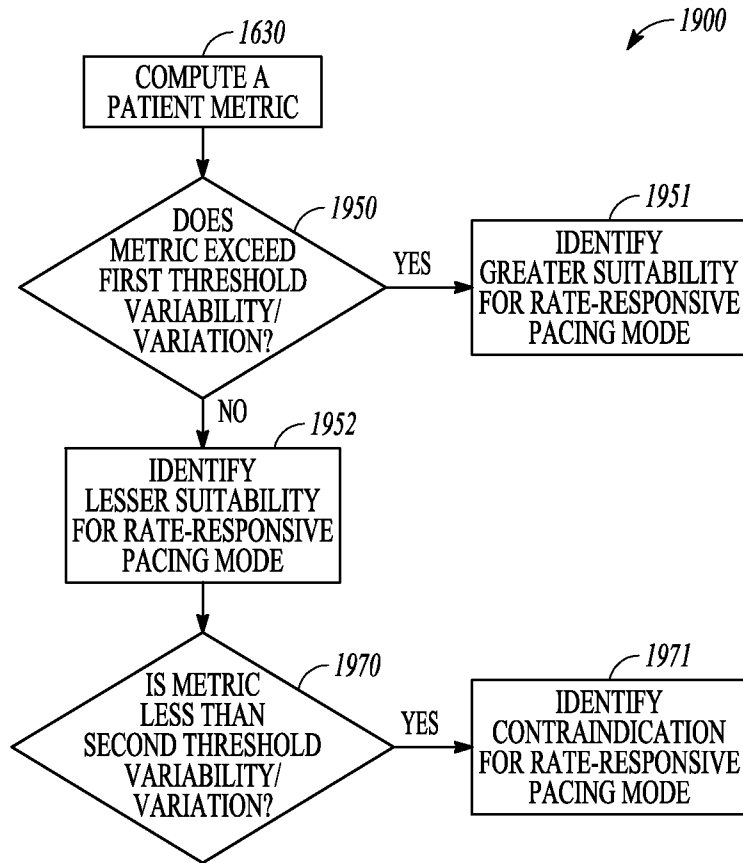 1630
1900
COMPUTE A
PATIENT METRIC
1950
DOES
METRIC EXCEED
FIRST THRESHOLD
VARIABILITY/
VARIATION?
YES
1951
IDENTIFY
GREATER SUITABILITY
FOR RATE-RESPONSIVE
PACING MODE
NO
1952
IDENTIFY
LESSER SUITABILITY
FOR RATE-RESPONSIVE
PACING MODE
1970
IS METRIC
LESS THAN
SECOND THRESHOLD
VARIABILITY/
VARIATION?
YES
1971
IDENTIFY
CONTRAINDICATION
FOR RATE-RESPONSIVE
PACING MODE